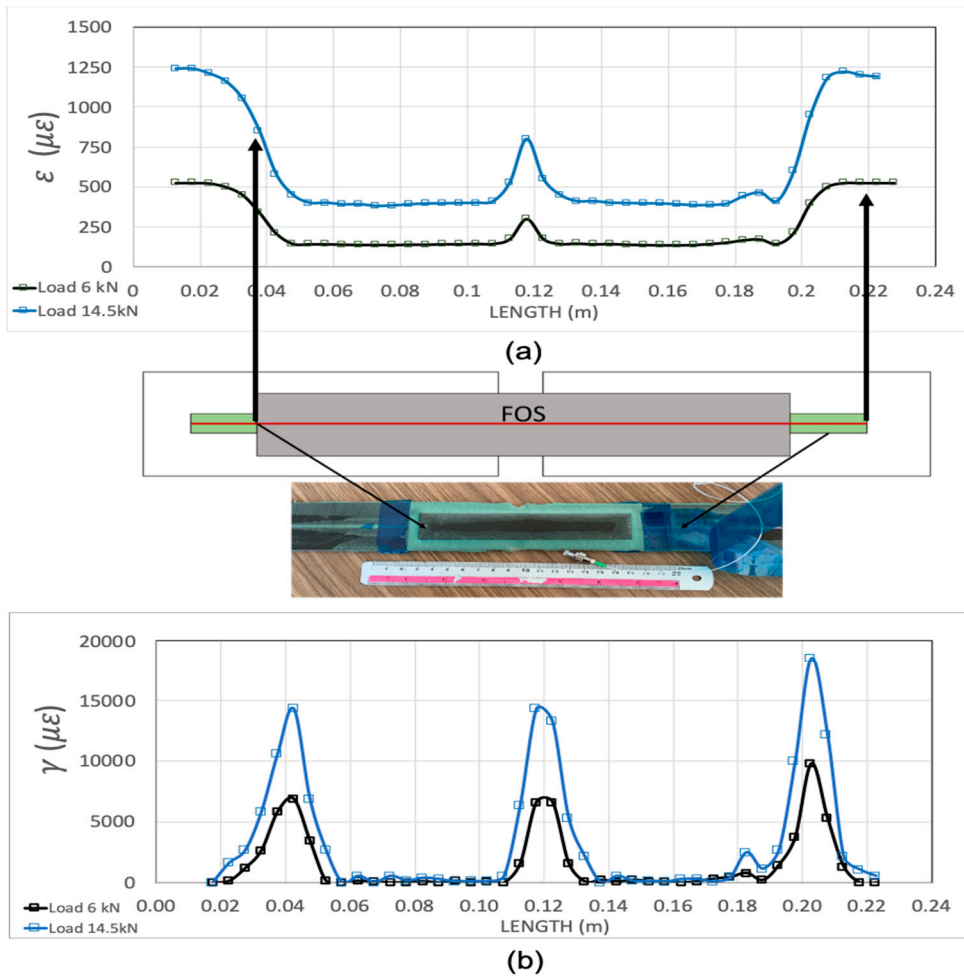 1500
1250
1000
750
500
250
0
ε (με)
0 0.02 0.04 0.06 0.08 0.1 0.12 0.14 0.16 0.18 0.2 0.22 0.24
LENGTH (m)
Load 6 kN
Load 14.5kN
(a)
FOS
20000
15000
10000
5000
0
γ (με)
0.00 0.02 0.04 0.06 0.08 0.10 0.12 0.14 0.16 0.18 0.20 0.22 0.24
LENGTH (m)
Load 6 kN
Load 14.5kN
(b)